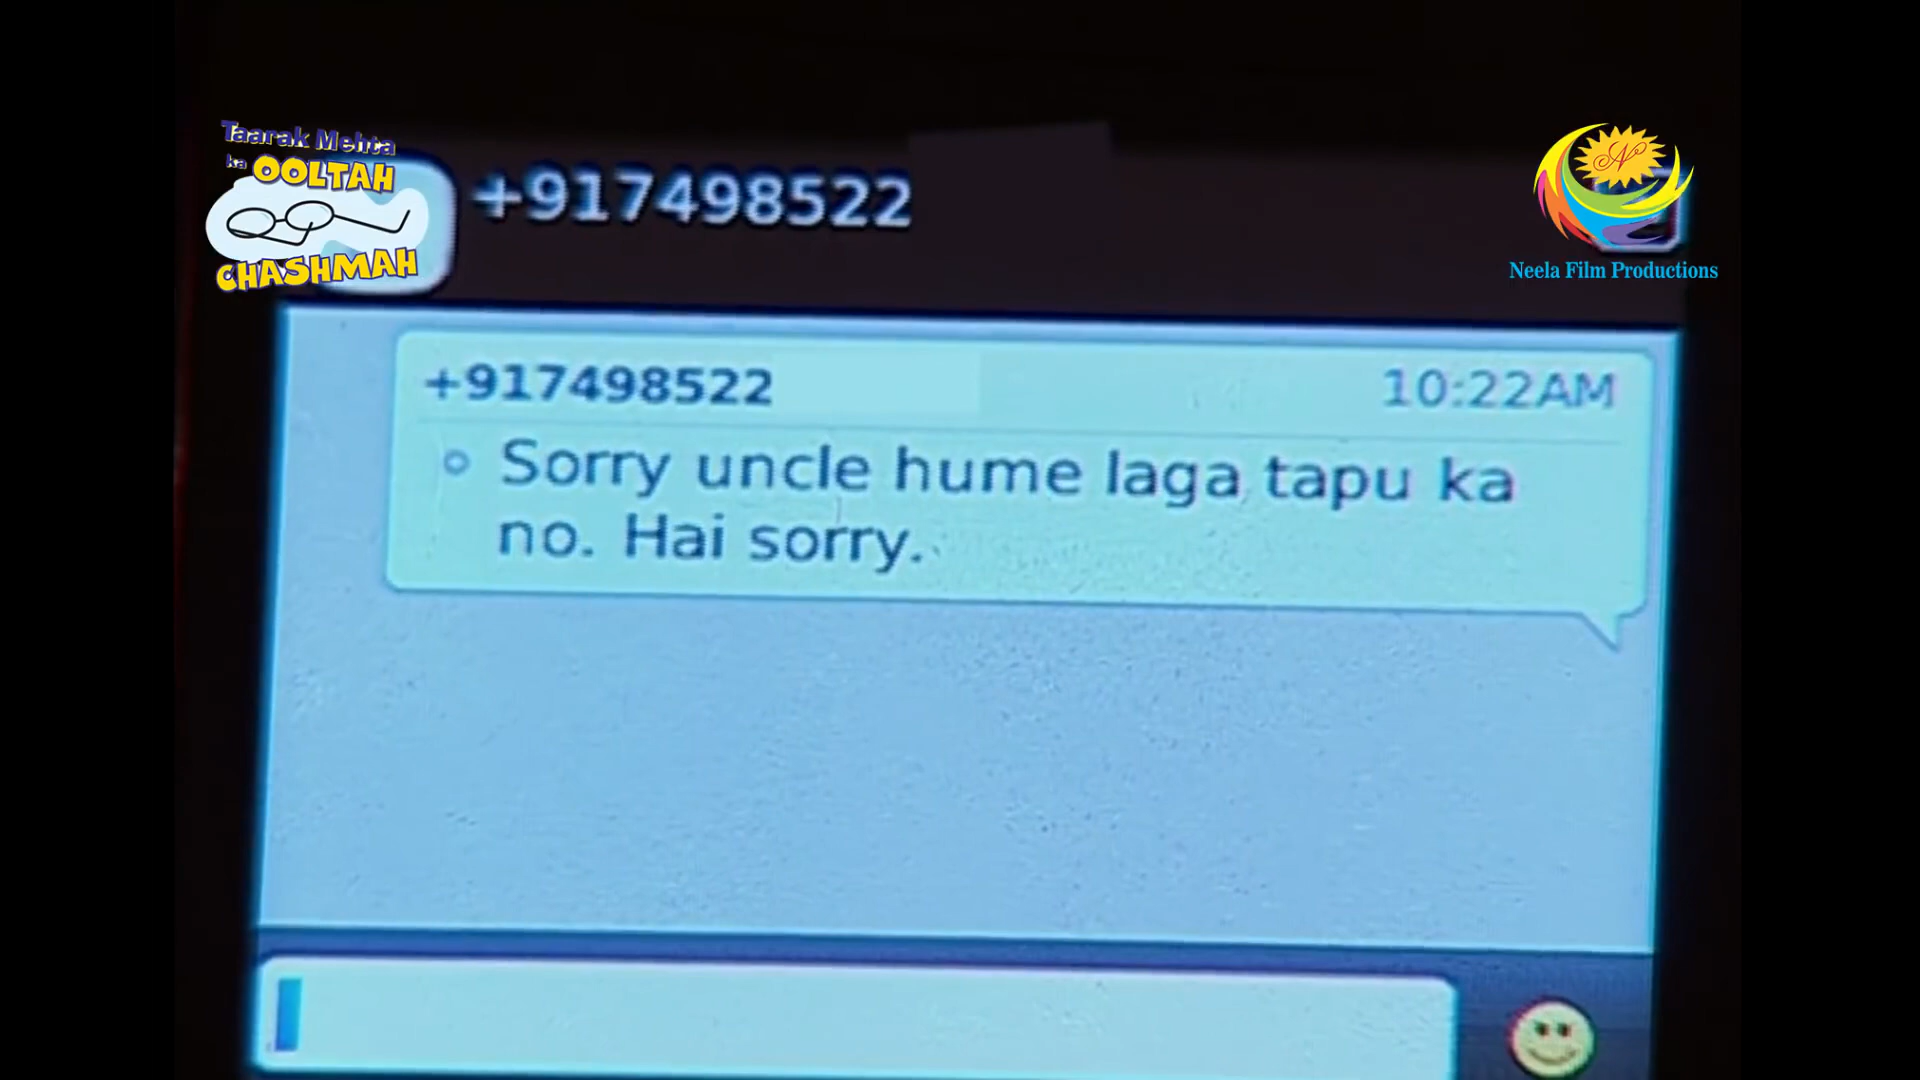 Taarak Mehta
ka OOLTAH
CHASHMAH
Neela Film Productions
+917498522
+917498522 10:22AM
Sorry uncle hume laga tapu ka
no. Hai sorry.